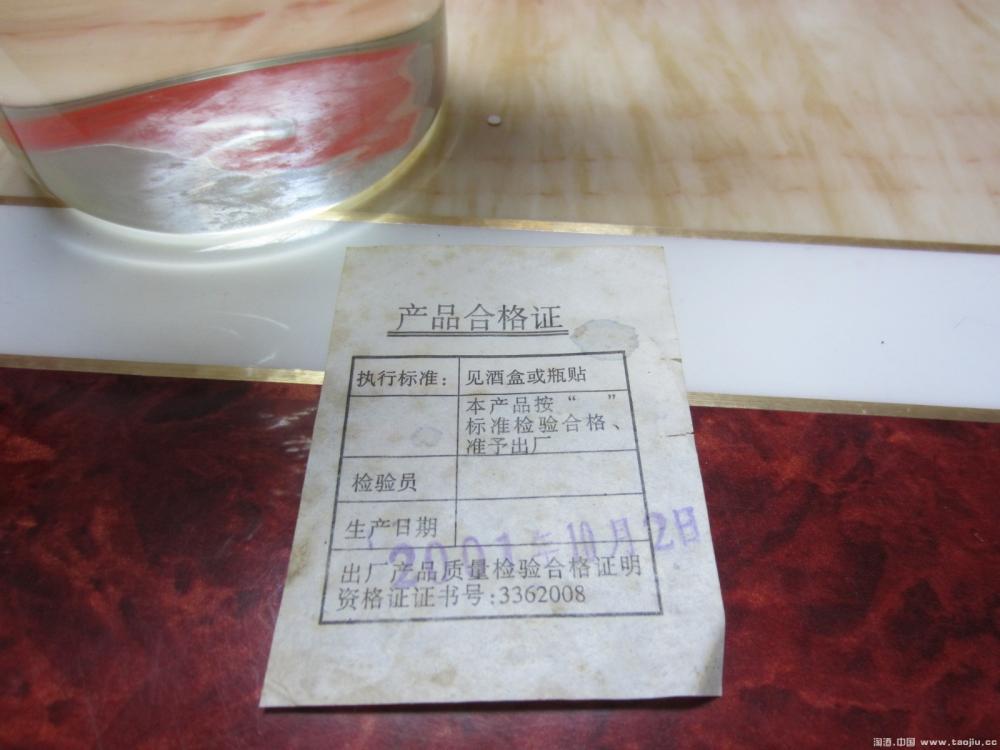 产品合格证
执行标准：
见酒盒或瓶贴
本产品按“ ”
标准检验合格、
准予出厂
检验员
生产日期
2001年10月2日
出厂产品质量检验合格证明
资格证证书号:3362008
淘酒.中国 www.taojiu.cc